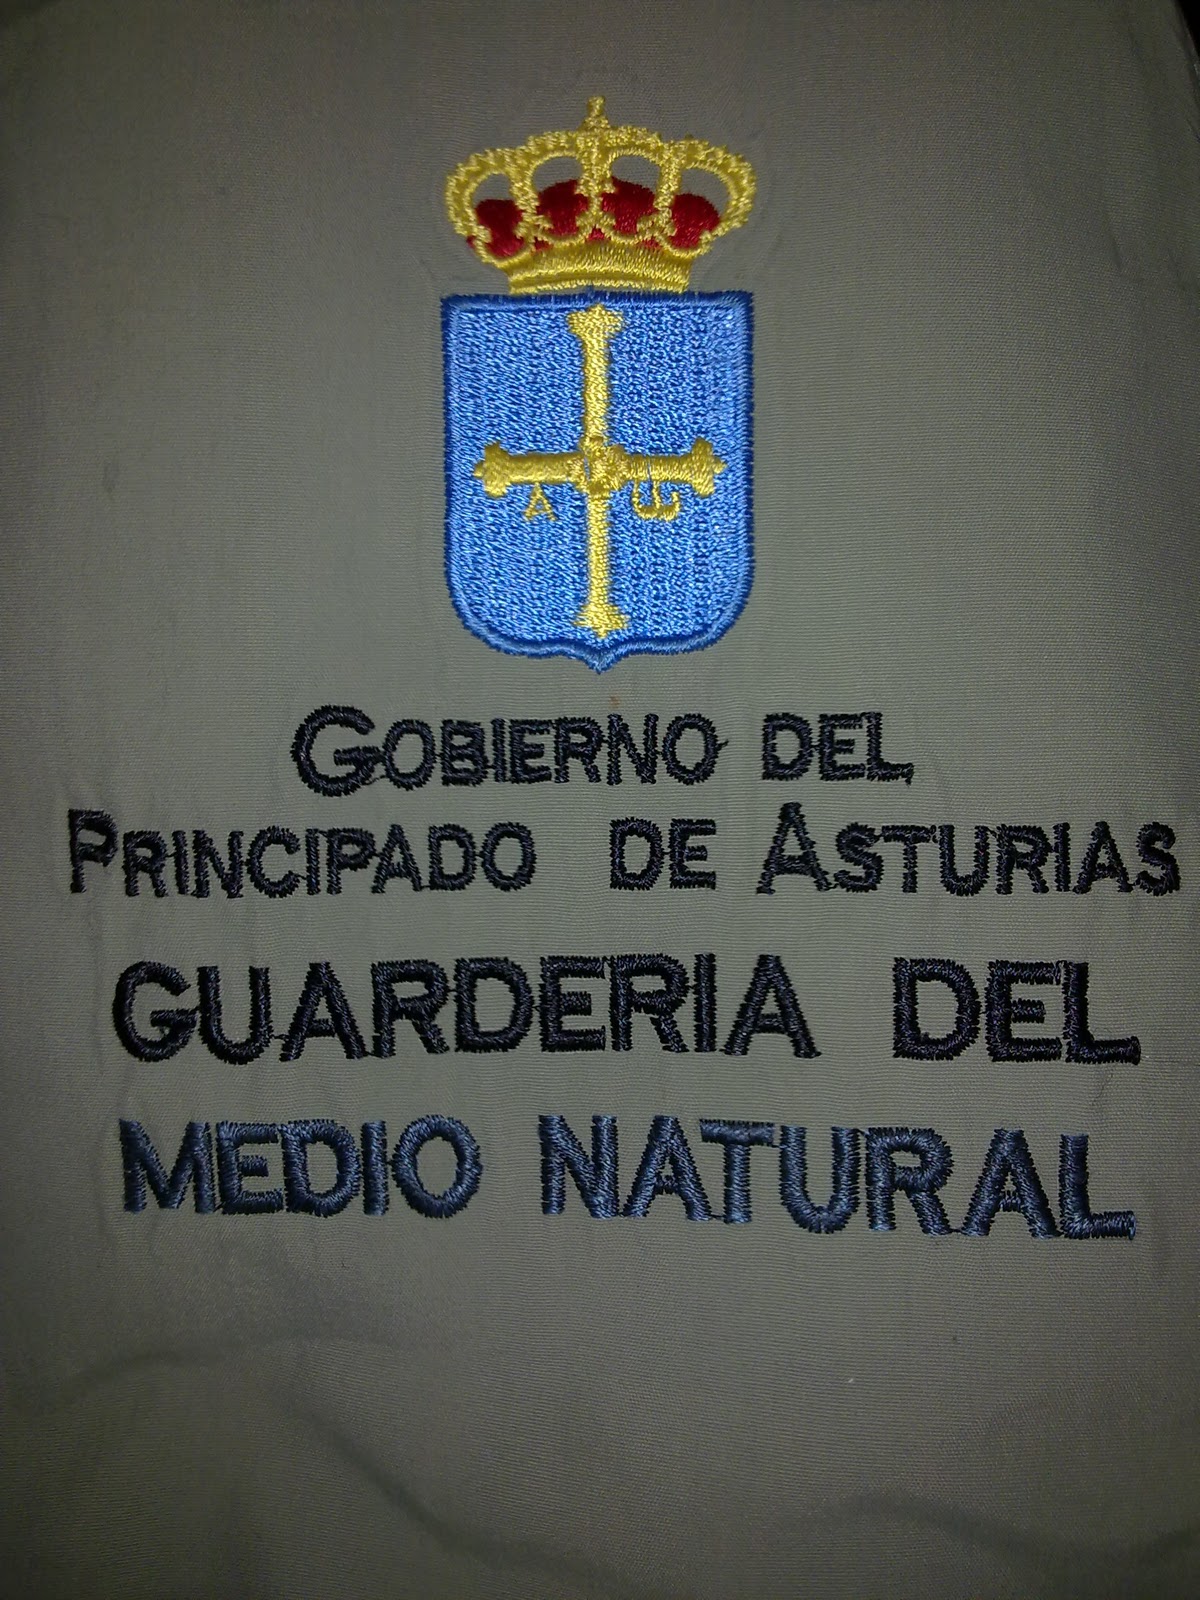 A ω
GOBIERNO DEL
PRINCIPADO DE ASTURIAS
GUARDERIA DEL
MEDIO NATURAL